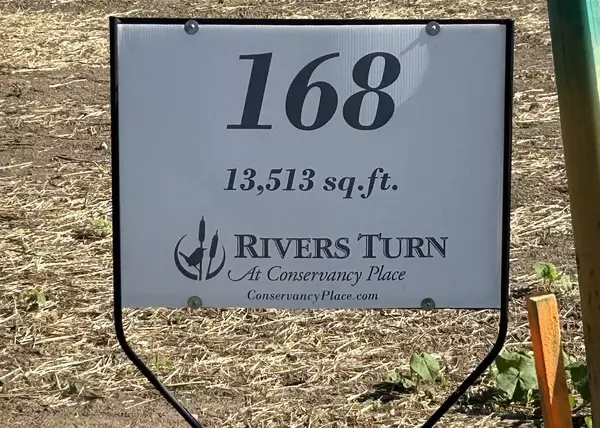 168
13,513 sq.ft.
RIVERS TURN
At Conservancy Place
ConservancyPlace.com